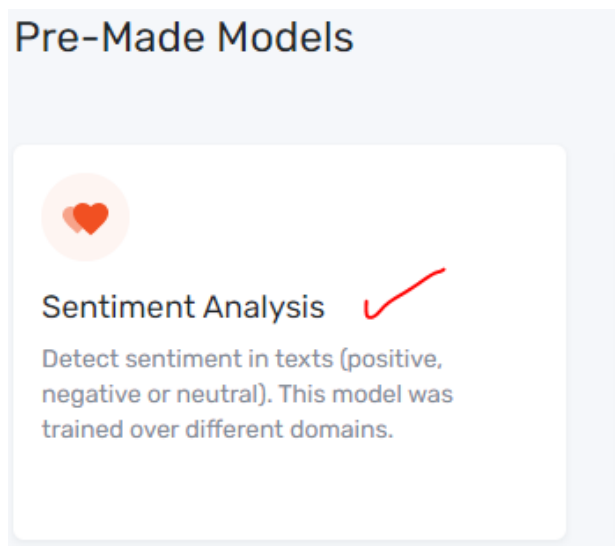 Pre-Made Models
Sentiment Analysis
Detect sentiment in texts (positive,
negative or neutral). This model was
trained over different domains.